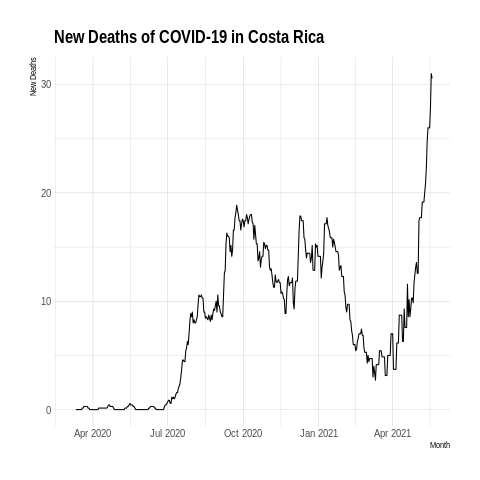 New Deaths of COVID-19 in Costa Rica
New Deaths
30
20
10
0
Apr 2020 Jul 2020 Oct 2020 Jan 2021 Apr 2021
Month